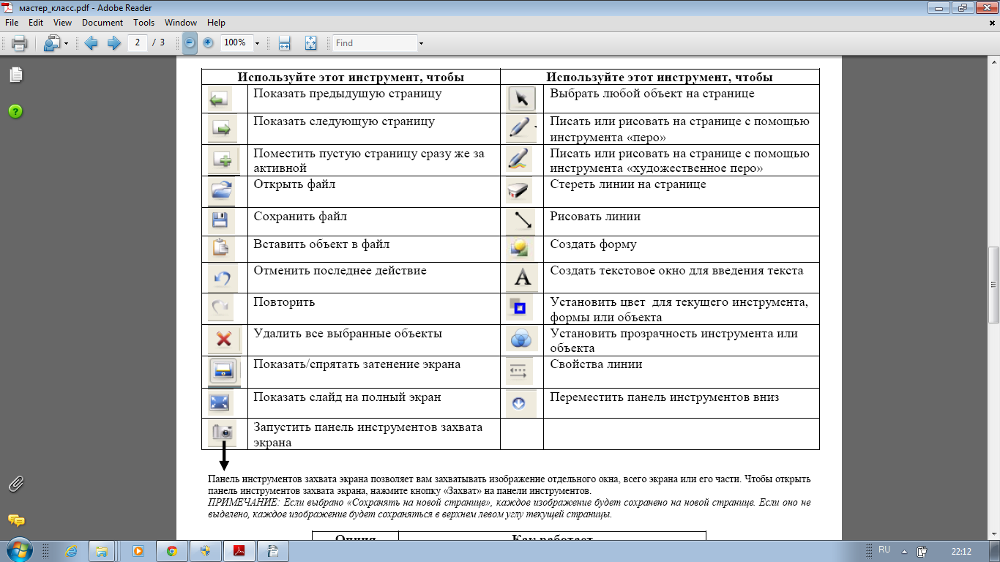 мастер_класс.pdf - Adobe Reader
File Edit View Document Tools Window Help
2 / 3 100% Find
Используйте этот инструмент, чтобы
Используйте этот инструмент, чтобы
Показать предыдущую страницу
Выбрать любой объект на странице
Показать следующую страницу
Писать или рисовать на странице с помощью
инструмента «перо»
Поместить пустую страницу сразу же за
активной
Писать или рисовать на странице с помощью
инструмента «художественное перо»
Открыть файл
Стереть линии на странице
Сохранить файл
Рисовать линии
Вставить объект в файл
Создать форму
Отменить последнее действие
A
Создать текстовое окно для введения текста
Повторить
Установить цвет для текущего инструмента,
формы или объекта
Удалить все выбранные объекты
Установить прозрачность инструмента или
объекта
Показать/спрятать затенение экрана
Свойства линии
Показать слайд на полный экран
Переместить панель инструментов вниз
Запустить панель инструментов захвата
экрана
Панель инструментов захвата экрана позволяет вам захватывать изображение отдельного окна, всего экрана или его части. Чтобы открыть
панель инструментов захвата экрана, нажмите кнопку «Захват» на панели инструментов.
ПРИМЕЧАНИЕ: Если выбрано «Сохранять на новой странице», каждое изображение будет сохранено на новой странице. Если оно не
выделено, каждое изображение будет сохраняться в верхнем левом углу текущей страницы.
Опция
Как работает
RU 22:12